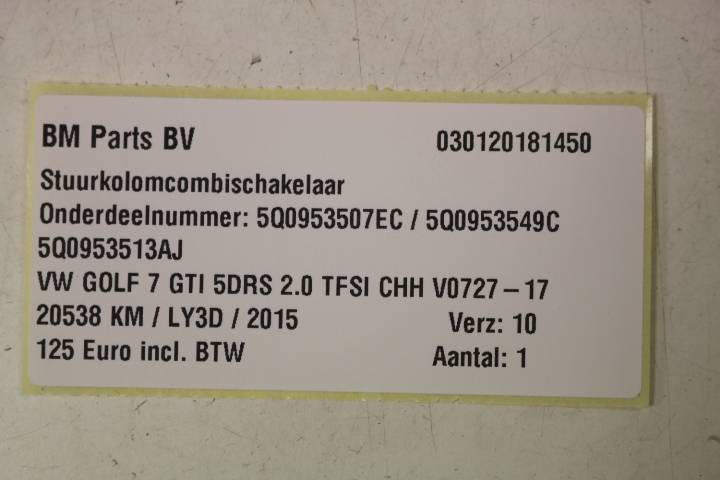 BM Parts BV 030120181450
Stuurkolomcombischakelaar
Onderdeelnummer: 5Q0953507EC / 5Q0953549C
5Q0953513AJ
VW GOLF 7 GTI 5DRS 2.0 TFSI CHH V0727 – 17
20538 KM / LY3D / 2015 Verz: 10
125 Euro incl. BTW Aantal: 1